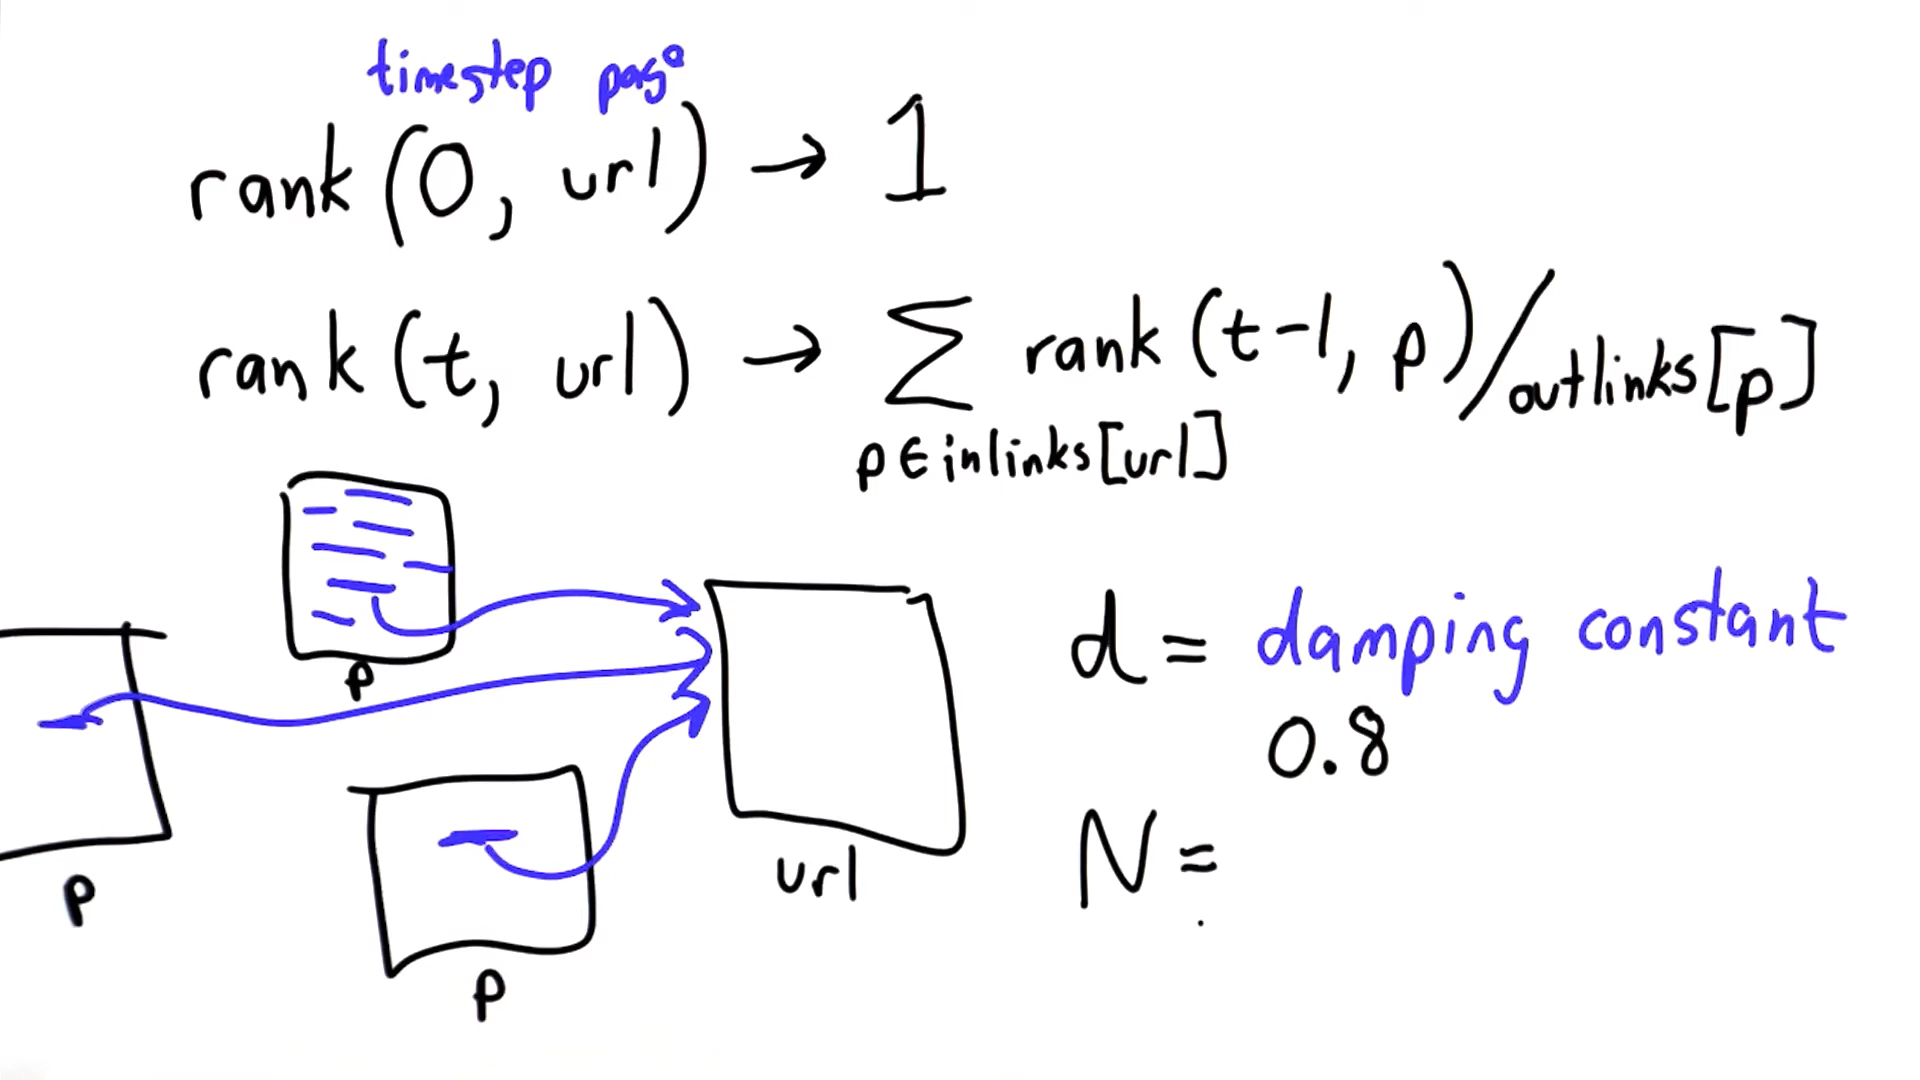 timestep page
rank (0, url) → 1
rank (t, url) → ∑ rank (t-1, p) / outlinks[p]
p ∈ inlinks[url]
p
d = damping constant
0.8
N =
url
p
p